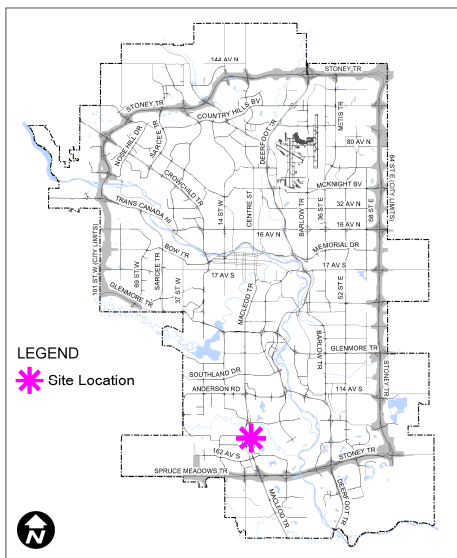 144 AV N
STONEY TR
STONEY TR
COUNTRY HILLS BV
NOSE HILL DR
SARCEE TR
DEERFOOT TR
METIS TR
80 AV N
CROWCHILD TR
MCKNIGHT BV
TRANS CANADA HI
14 ST W
CENTRE ST
BARLOW TR
36 ST E
32 AV N
68 ST E
84 ST E (CITY LIMITS)
16 AV N
16 AV N
BOW TR
MEMORIAL DR
17 AV S
17 AV S
101 ST W (CITY LIMITS)
69 ST W
SARCEE TR
37 ST W
GLENMORE TR
MACLEOD TR
52 ST E
BARLOW TR
GLENMORE TR
LEGEND
Site Location
SOUTHLAND DR
ANDERSON RD
114 AV S
STONEY TR
162 AV S
STONEY TR
SPRUCE MEADOWS TR
MACLEOD TR
DEERFOOT TR
N